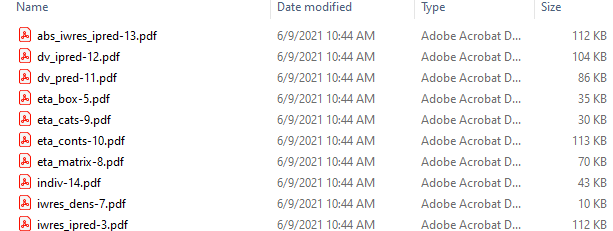 Name Date modified Type Size
abs_iwres_ipred-13.pdf 6/9/2021 10:44 AM Adobe Acrobat D... 112 KB
dv_ipred-12.pdf 6/9/2021 10:44 AM Adobe Acrobat D... 104 KB
dv_pred-11.pdf 6/9/2021 10:44 AM Adobe Acrobat D... 86 KB
eta_box-5.pdf 6/9/2021 10:44 AM Adobe Acrobat D... 35 KB
eta_cats-9.pdf 6/9/2021 10:44 AM Adobe Acrobat D... 30 KB
eta_conts-10.pdf 6/9/2021 10:44 AM Adobe Acrobat D... 113 KB
eta_matrix-8.pdf 6/9/2021 10:44 AM Adobe Acrobat D... 70 KB
indiv-14.pdf 6/9/2021 10:44 AM Adobe Acrobat D... 43 KB
iwres_dens-7.pdf 6/9/2021 10:44 AM Adobe Acrobat D... 10 KB
iwres_ipred-3.pdf 6/9/2021 10:44 AM Adobe Acrobat D... 112 KB